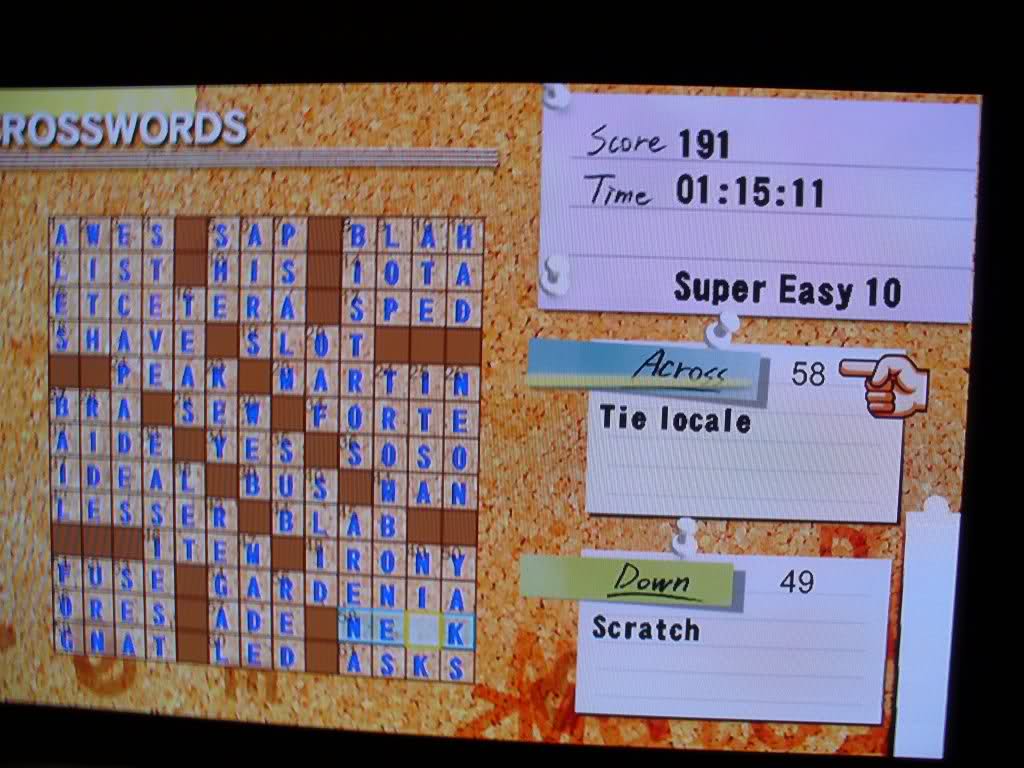 ROSSWORDS
Score 191
Time 01:15:11
Super Easy 10
Across 58
Tie locale
Down 49
Scratch
AWES SAP BLAH
LIST HIS IOTA
ETCETERA SPED
SHAVE SLOT
PEAK MARTIN
BRA SEW FORTE
AIDE YES SOSO
IDEAL BUS MAN
LESSER BLAB
ITEM IRONY
FUSE GARDENIA
ORES ADE NE K
GNAT LED ASKS